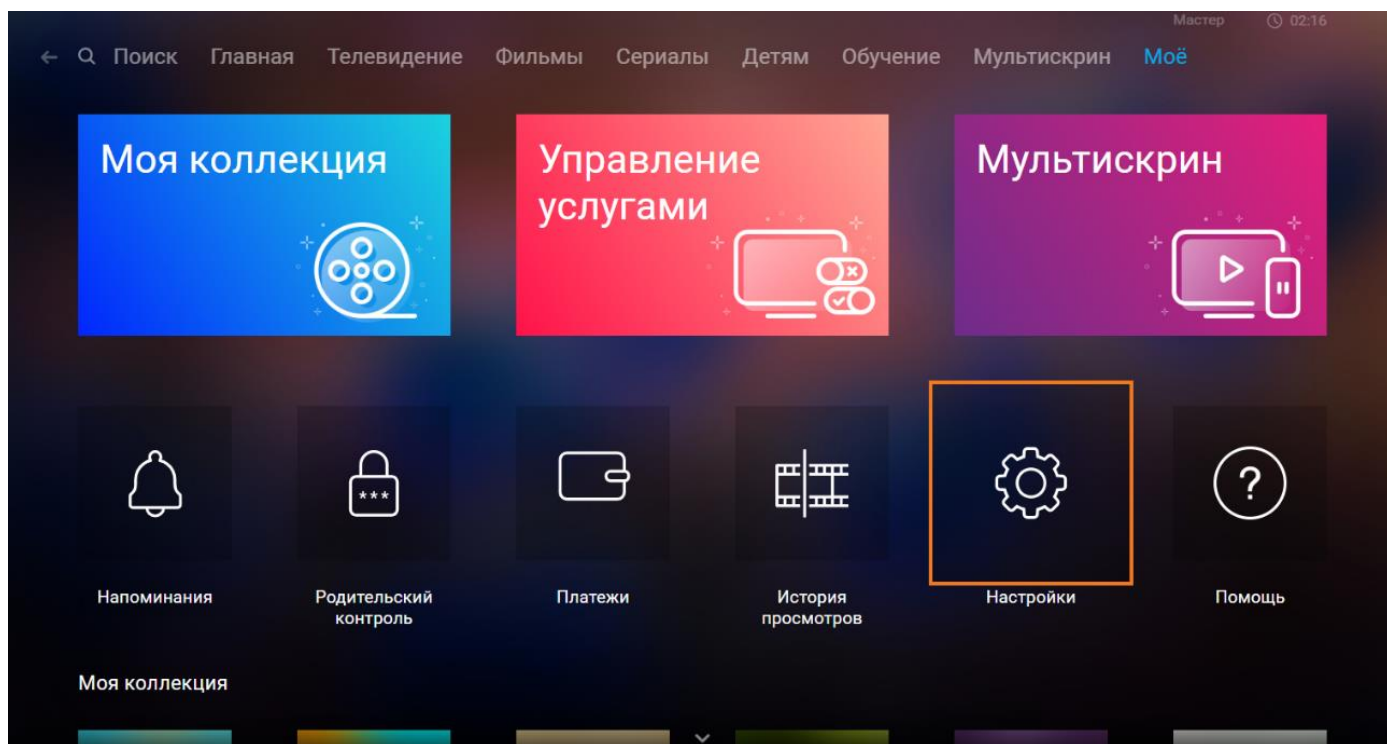 Мастер 02:16
Поиск Главная Телевидение Фильмы Сериалы Детям Обучение Мультискрин Моё
Моя коллекция
Управление
услугами
Мультискрин
***
?
Напоминания
Родительский
контроль
Платежи
История
просмотров
Настройки
Помощь
Моя коллекция